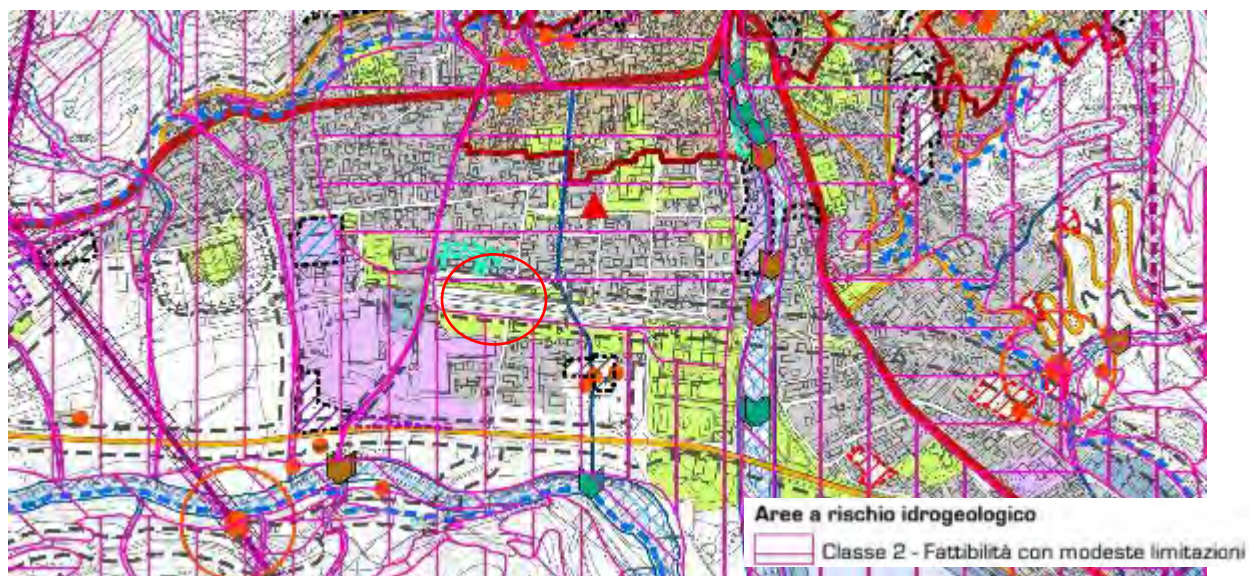 Aree a rischio idrogeologico
Classe 2 - Fattibilità con modeste limitazioni